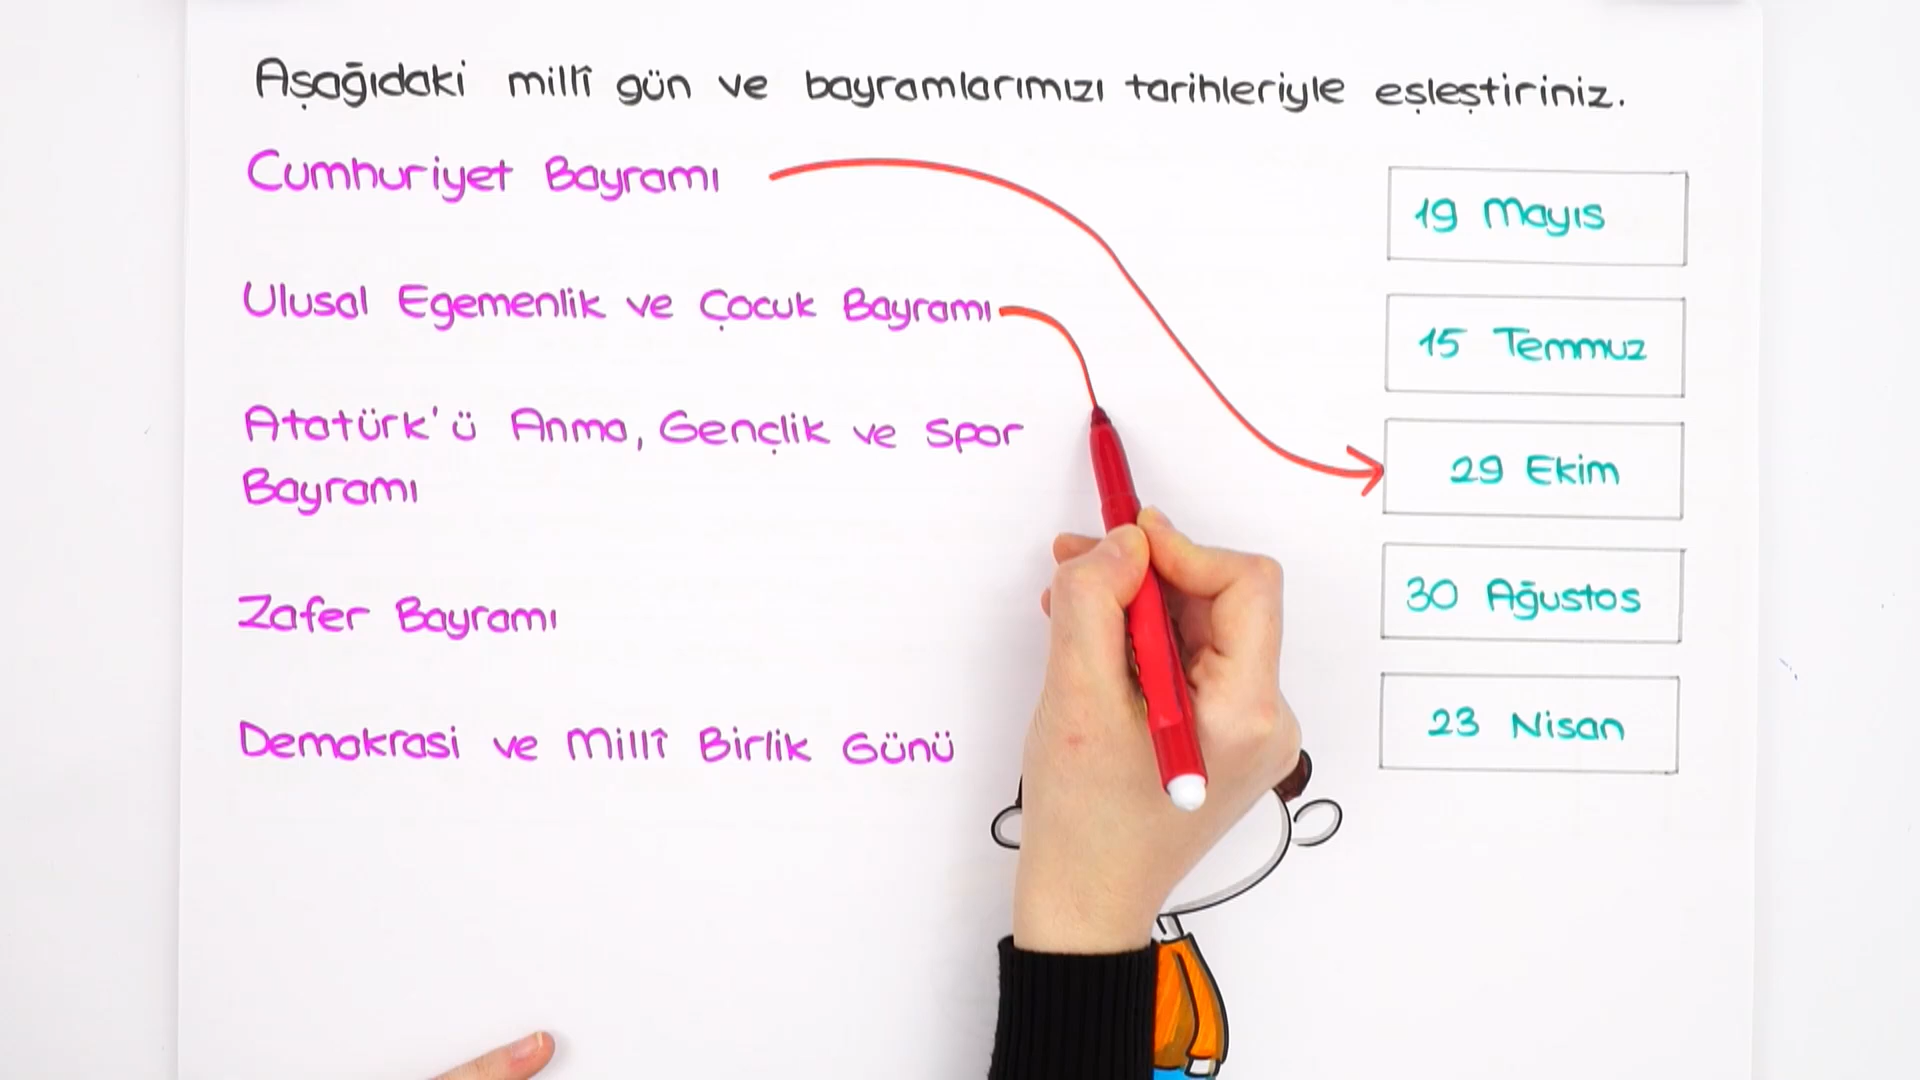 Aşağıdaki millî gün ve bayramlarımızı tarihleriyle eşleştiriniz.
Cumhuriyet Bayramı
Ulusal Egemenlik ve Çocuk Bayramı
Atatürk'ü Anma, Gençlik ve Spor
Bayramı
Zafer Bayramı
Demokrasi ve Millî Birlik Günü
19 Mayıs
15 Temmuz
29 Ekim
30 Ağustos
23 Nisan